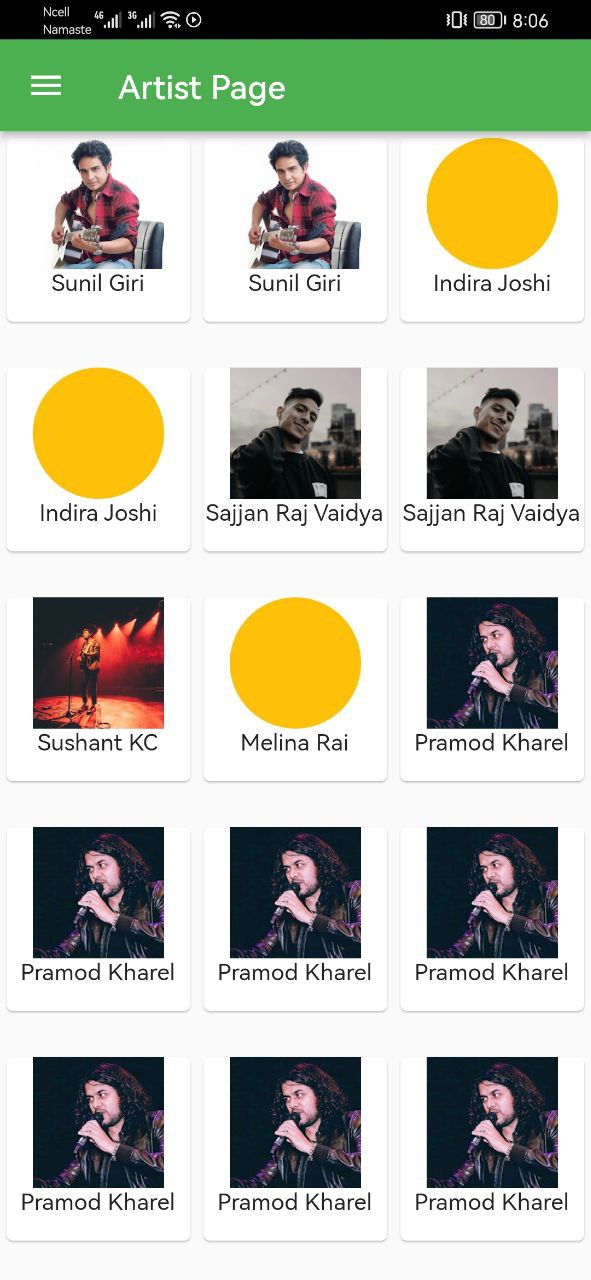 Ncell
Namaste 4G 3G 80 8:06
Artist Page
Sunil Giri Sunil Giri Indira Joshi
Indira Joshi Sajjan Raj Vaidya Sajjan Raj Vaidya
Sushant KC Melina Rai Pramod Kharel
Pramod Kharel Pramod Kharel Pramod Kharel
Pramod Kharel Pramod Kharel Pramod Kharel